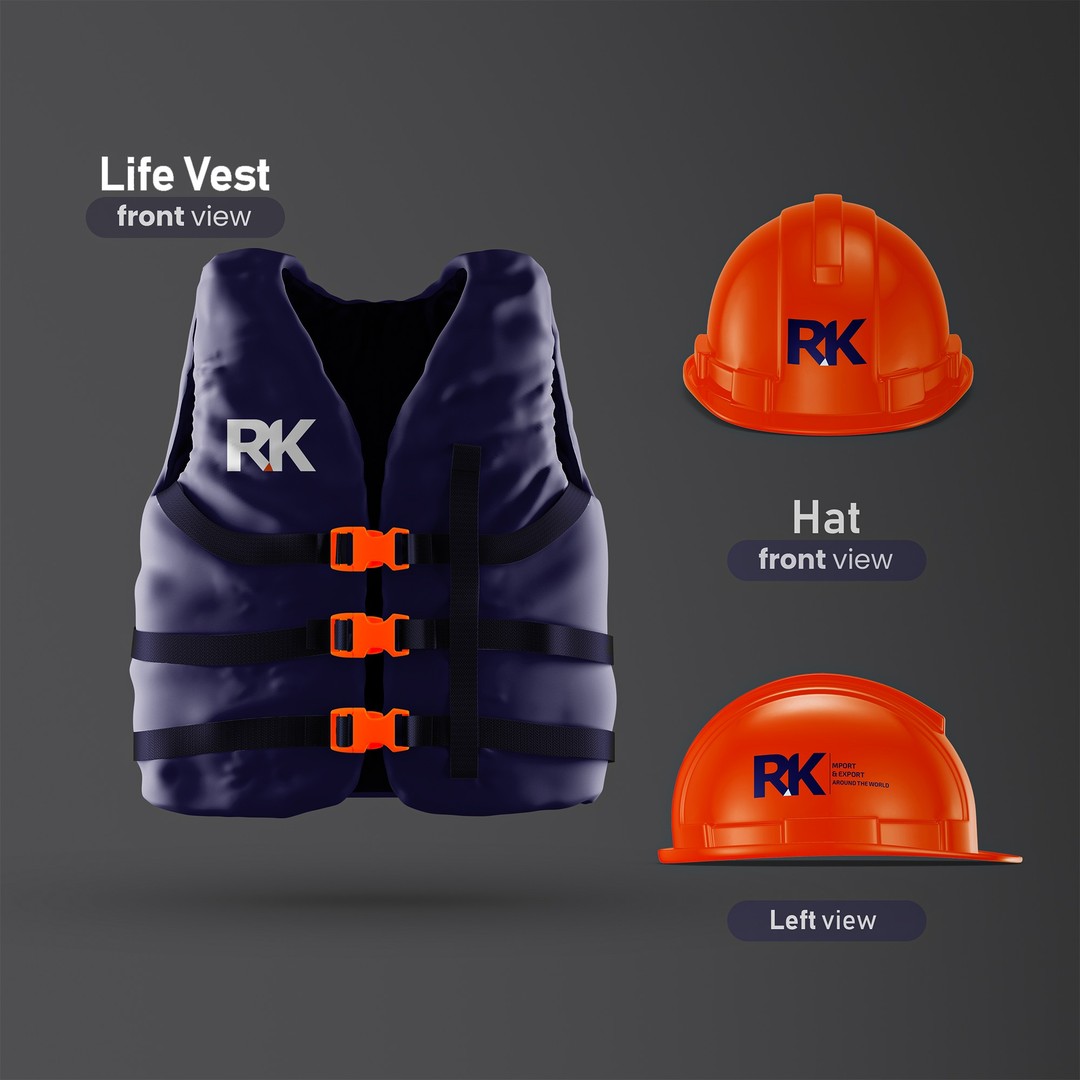 Life Vest
front view
RK
RK
Hat
front view
RK
MPORT
& EXPORT
AROUND THE WORLD
Left view